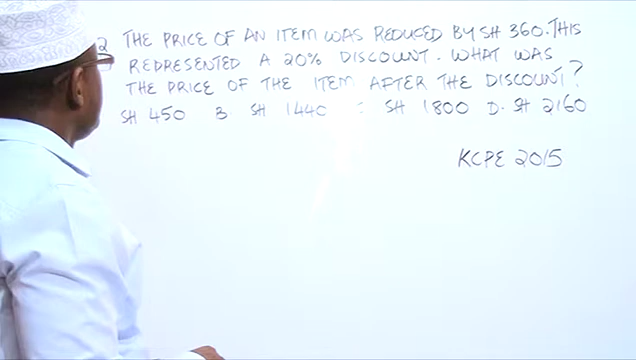 2 THE PRICE OF AN ITEM WAS REDUCED BY SH 360. THIS
REPRESENTED A 20% DISCOUNT. WHAT WAS
THE PRICE OF THE ITEM AFTER THE DISCOUNT?
SH 450 B SH 1440 : SH 1800 D. SH 2160
KCPE 2015